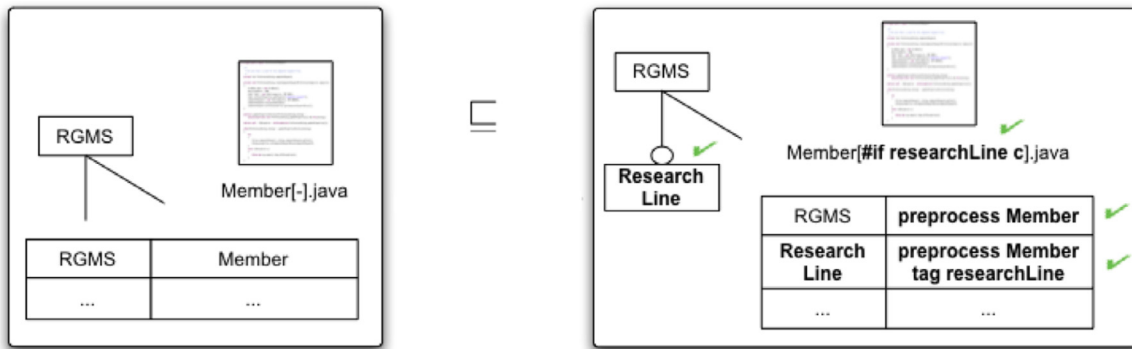 RGMS
Member[-].java
RGMS Member
... ...
⊑
RGMS
Member[#if researchLine c].java
Research
Line
RGMS preprocess Member
Research preprocess Member
Line tag researchLine
... ...